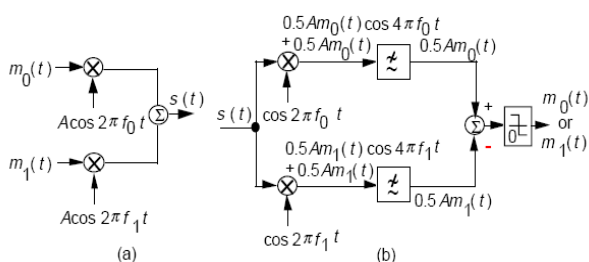 m₀(t)
Acos 2πf₀ t
m₁(t)
Acos 2πf₁ t
Σ
s(t)
(a)
s(t)
0.5Am₀(t) cos 4πf₀ t
+ 0.5Am₀(t)
cos 2πf₀ t
0.5Am₀(t)
0.5Am₁(t) cos 4πf₁ t
+ 0.5Am₁(t)
cos 2πf₁ t
0.5Am₁(t)
+
Σ
-
0
m₀(t)
or
m₁(t)
(b)